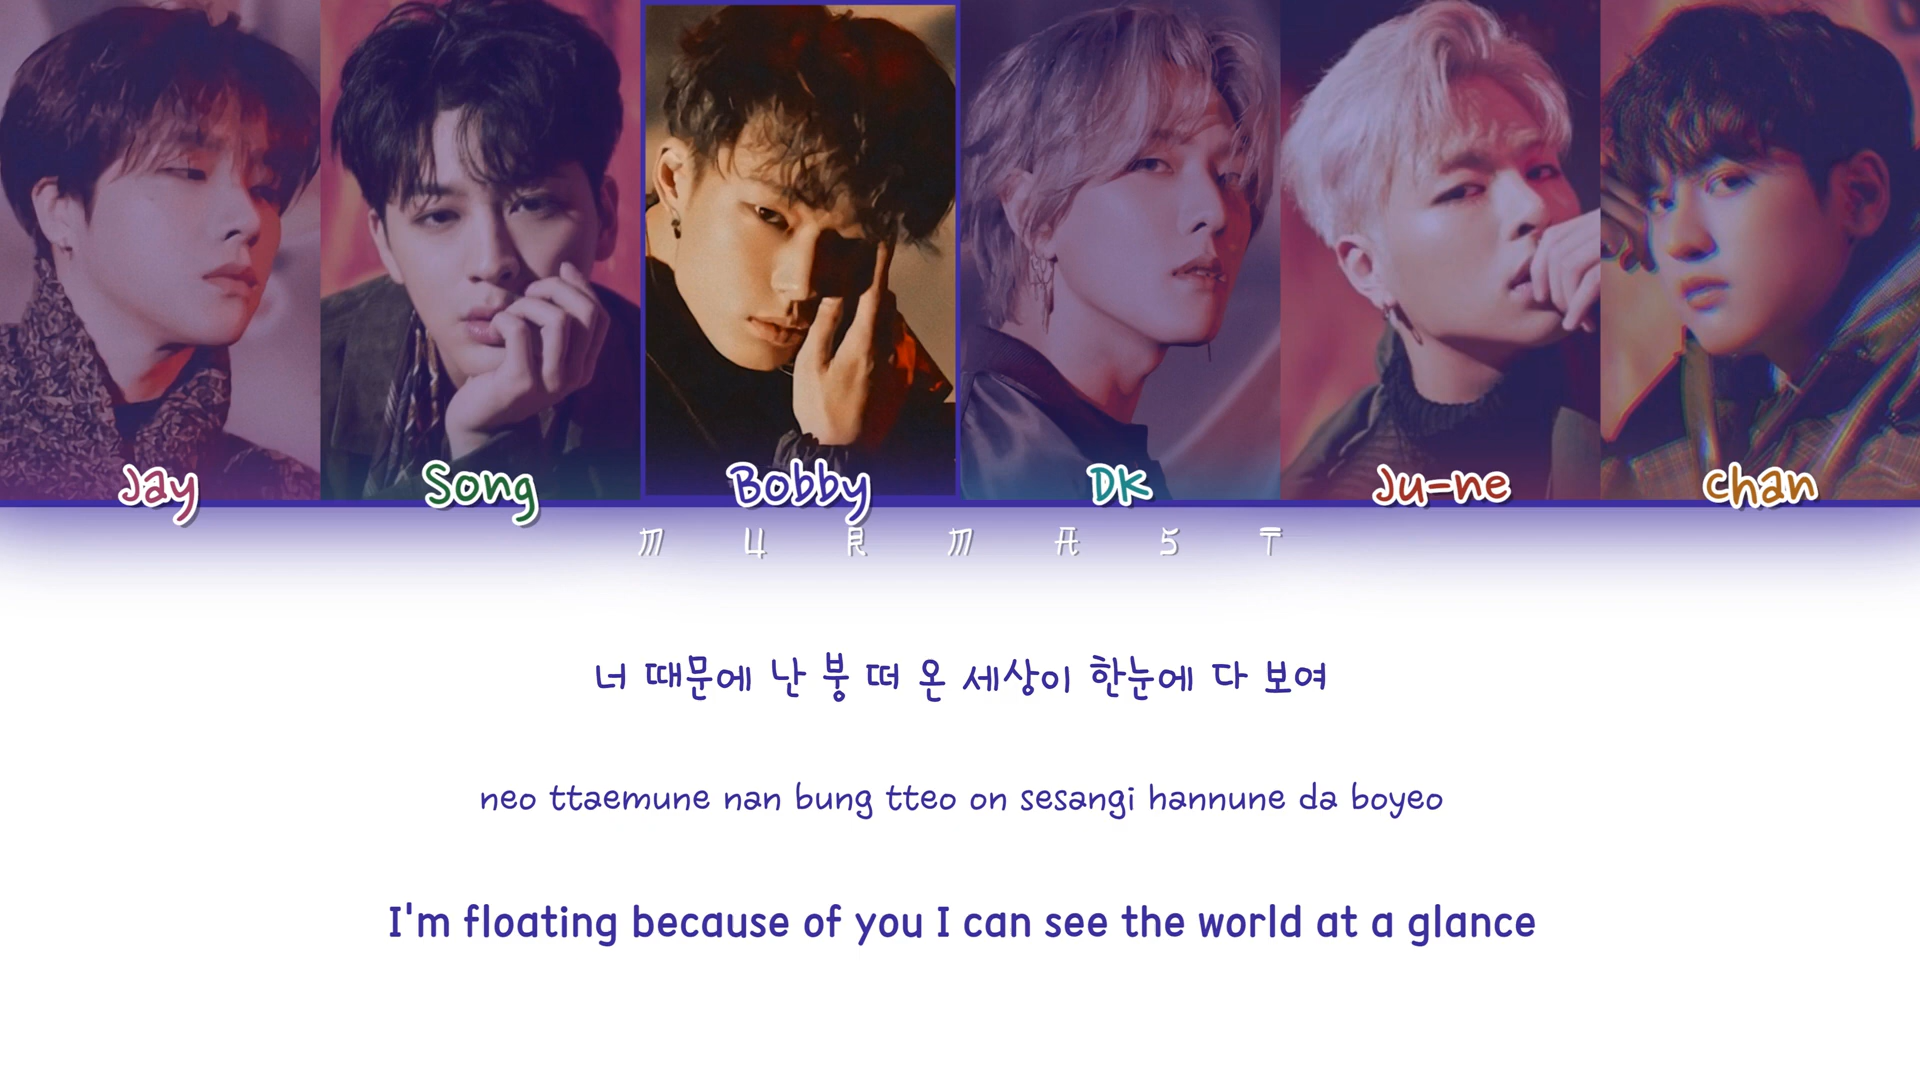 Jay Song Bobby DK Ju-ne chan
MURMAST
너 때문에 난 붕 떠 온 세상이 한눈에 다 보여
neo ttaemune nan bung tteo on sesangi hannune da boyeo
I'm floating because of you I can see the world at a glance